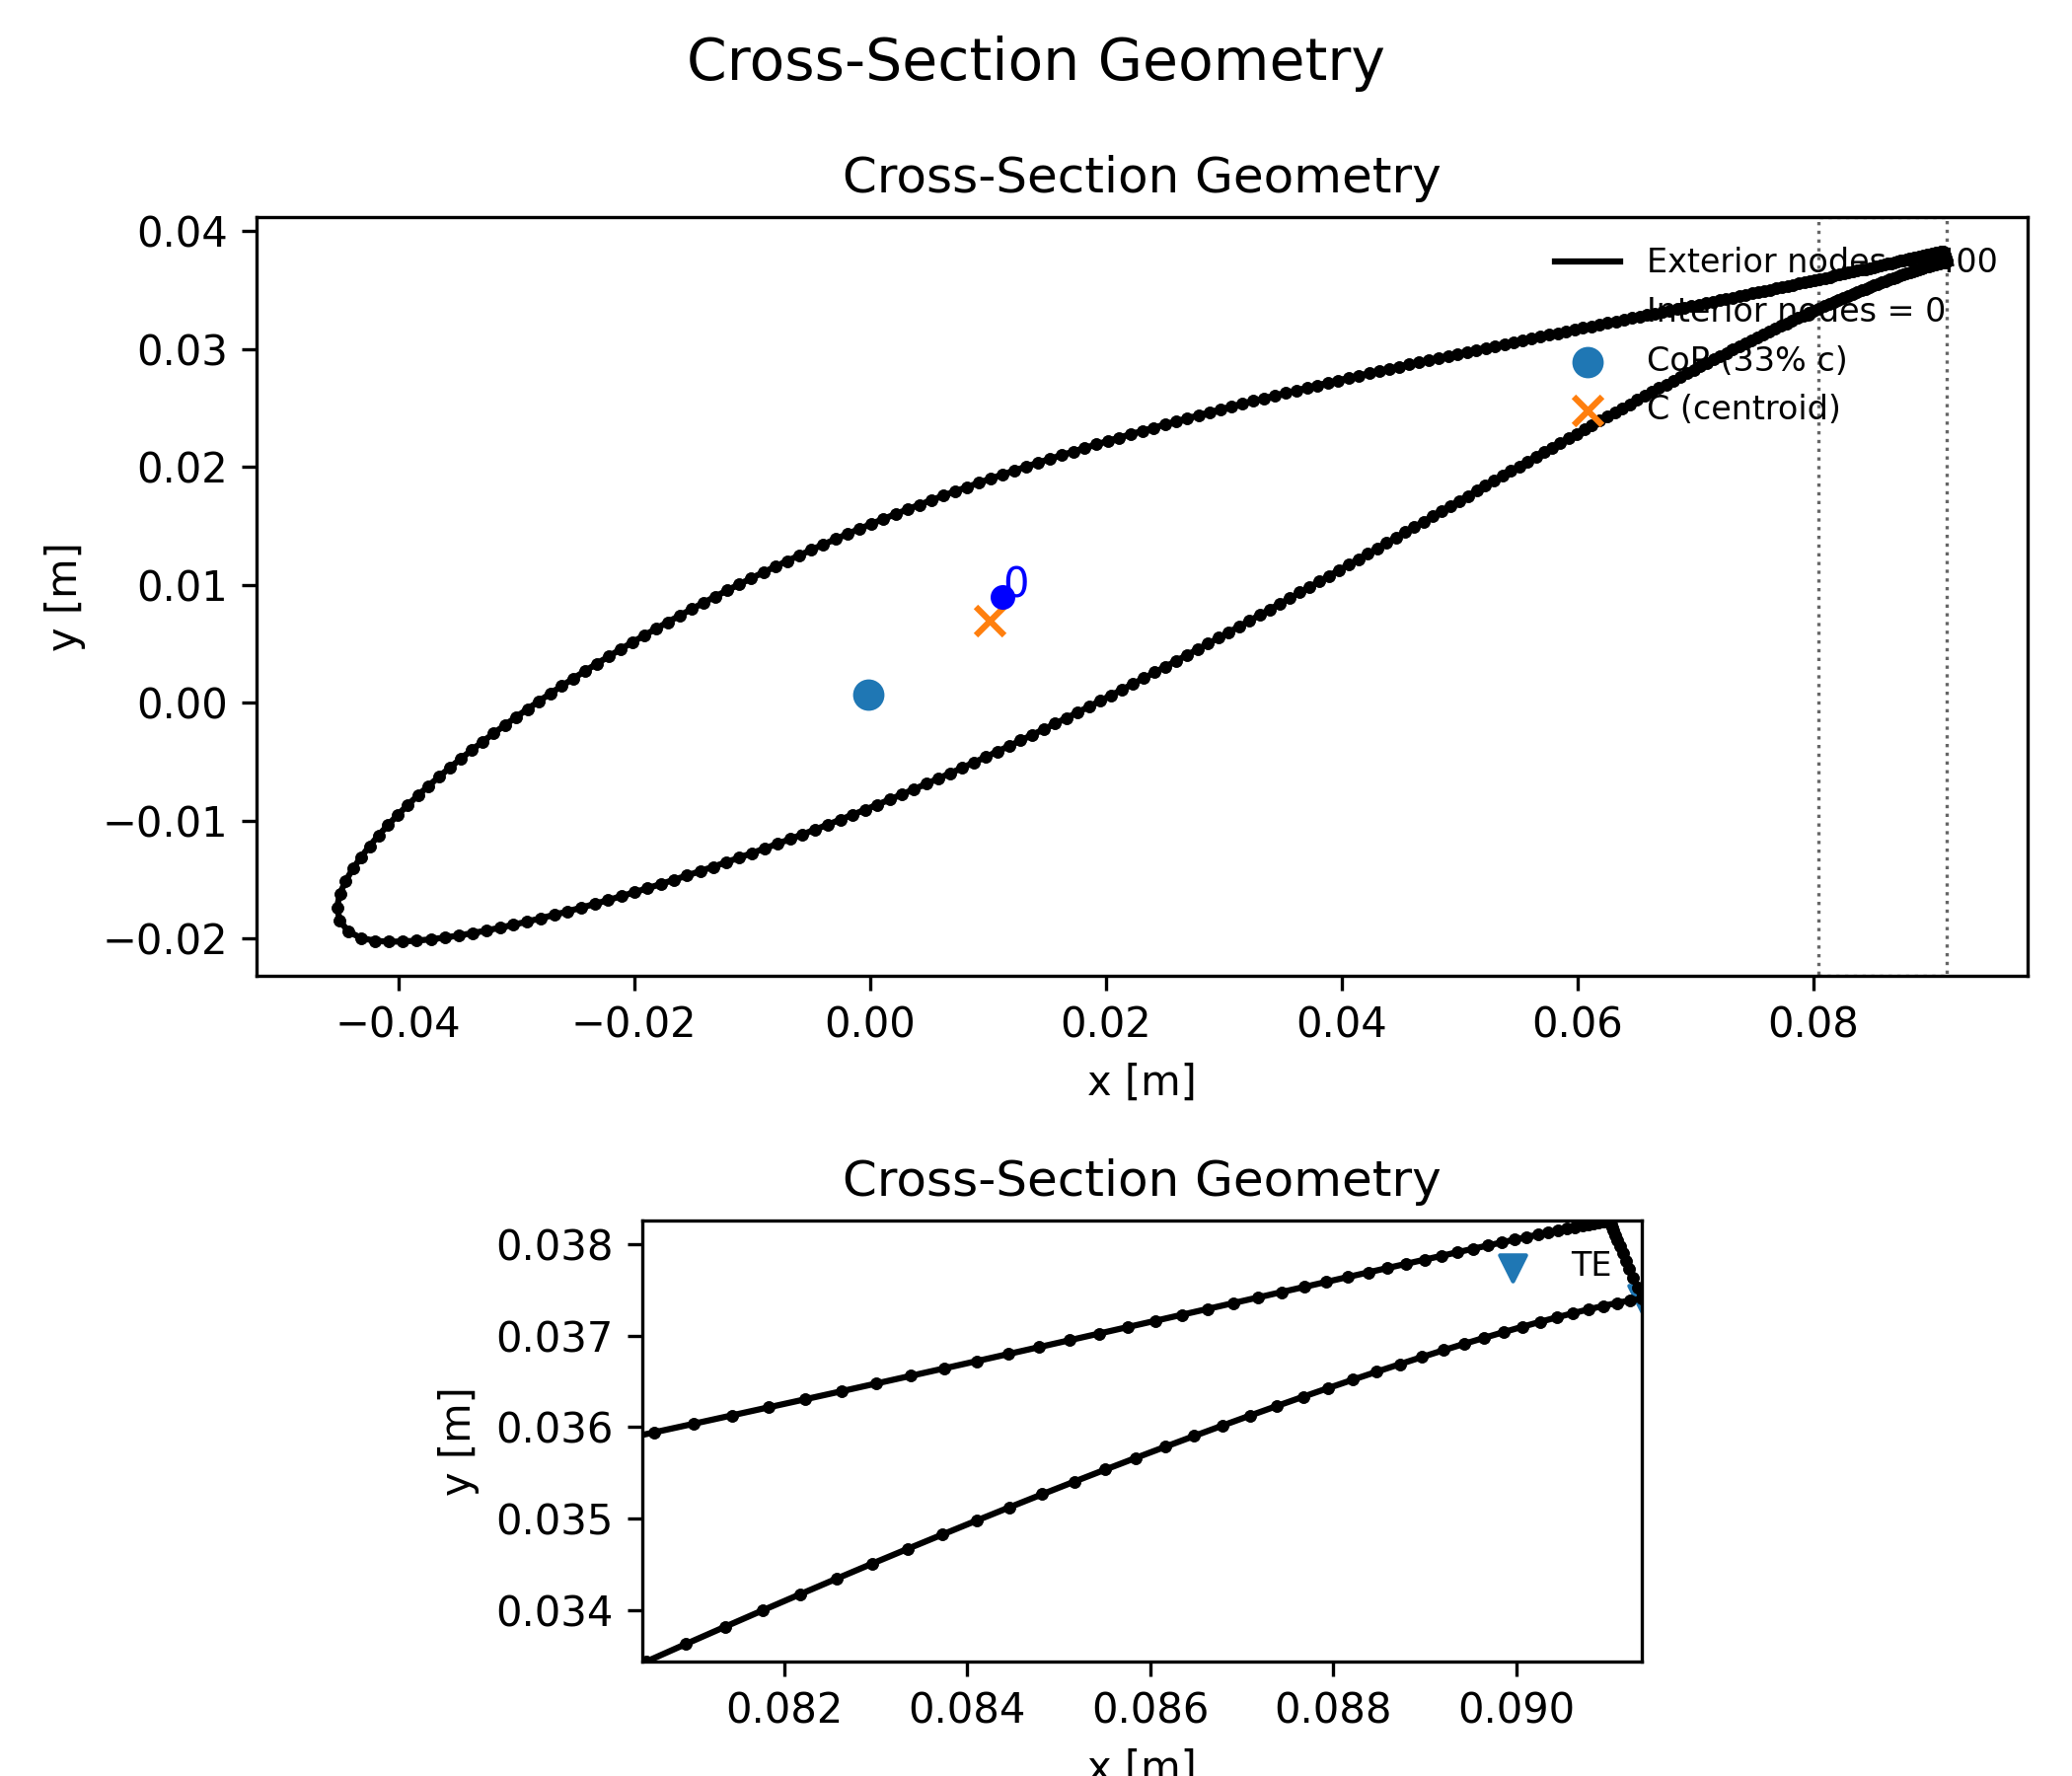 Cross-Section Geometry
Cross-Section Geometry
0.04
0.03
0.02
0.01
0.00
−0.01
−0.02
y [m]
Exterior nodes 00
Interior nodes = 0
CoP (33% c)
C (centroid)
0
−0.04 −0.02 0.00 0.02 0.04 0.06 0.08
x [m]
Cross-Section Geometry
0.038
0.037
0.036
0.035
0.034
y [m]
TE
0.082 0.084 0.086 0.088 0.090
x [m]